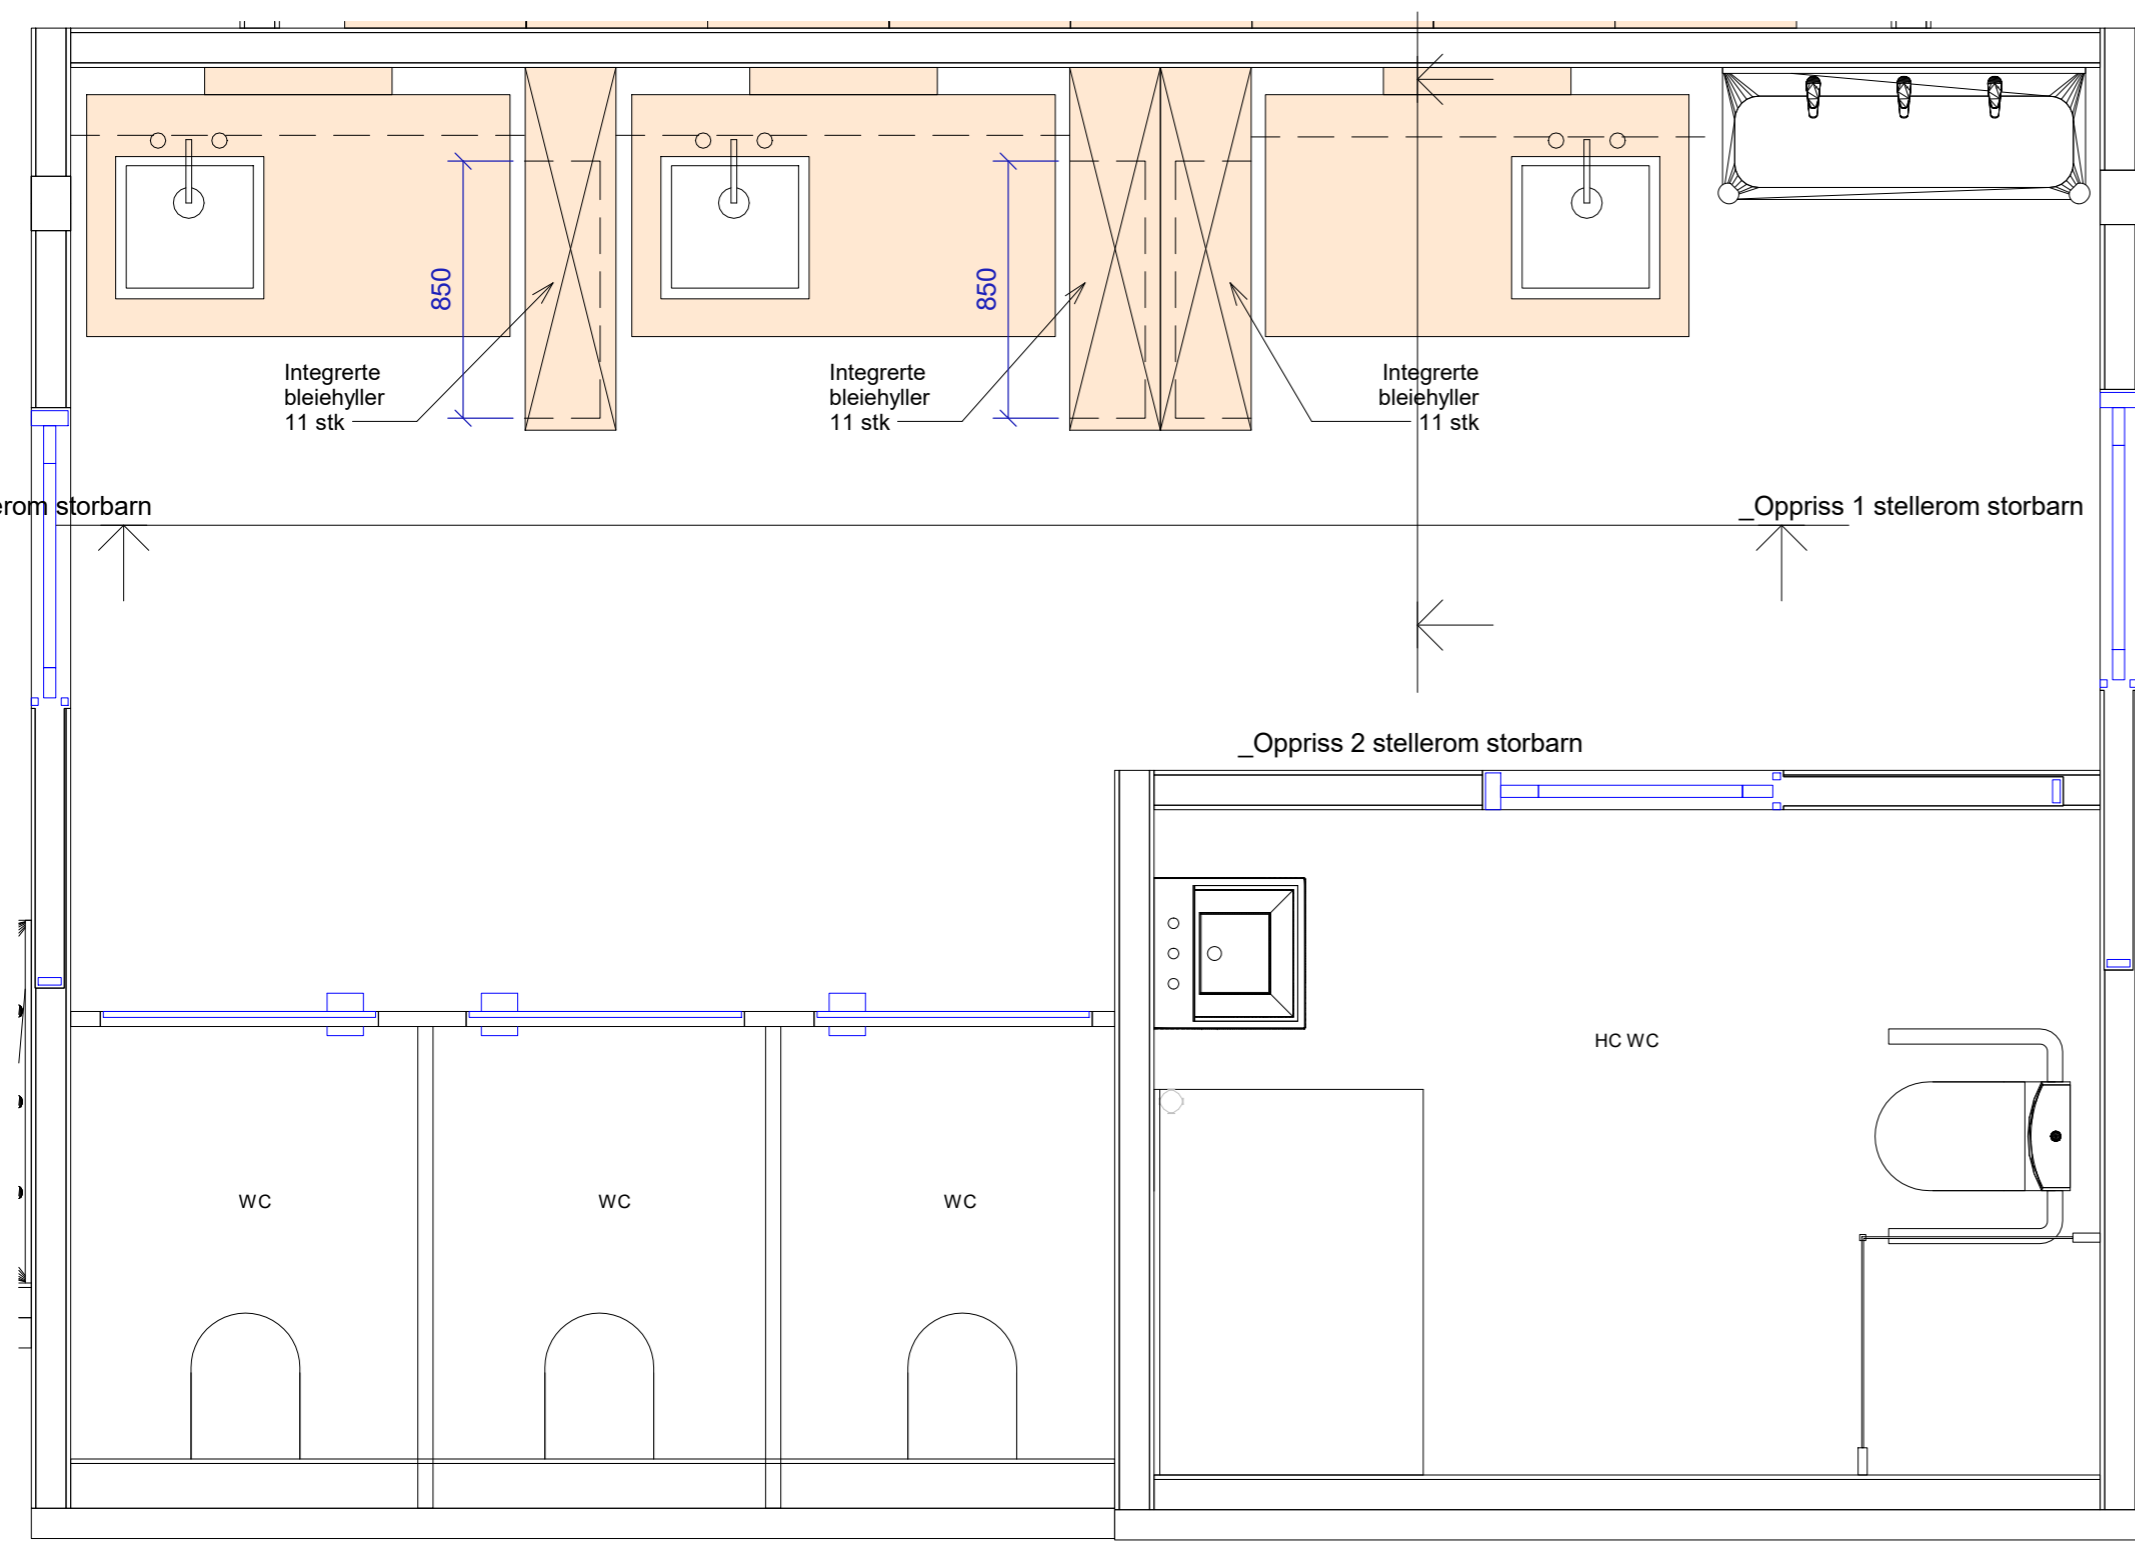 850
850
Integrerte
bleiehyller
11 stk
Integrerte
bleiehyller
11 stk
Integrerte
bleiehyller
11 stk
storbarn
_Oppriss 1 stellerom storbarn
_Oppriss 2 stellerom storbarn
HC WC
WC
WC
WC